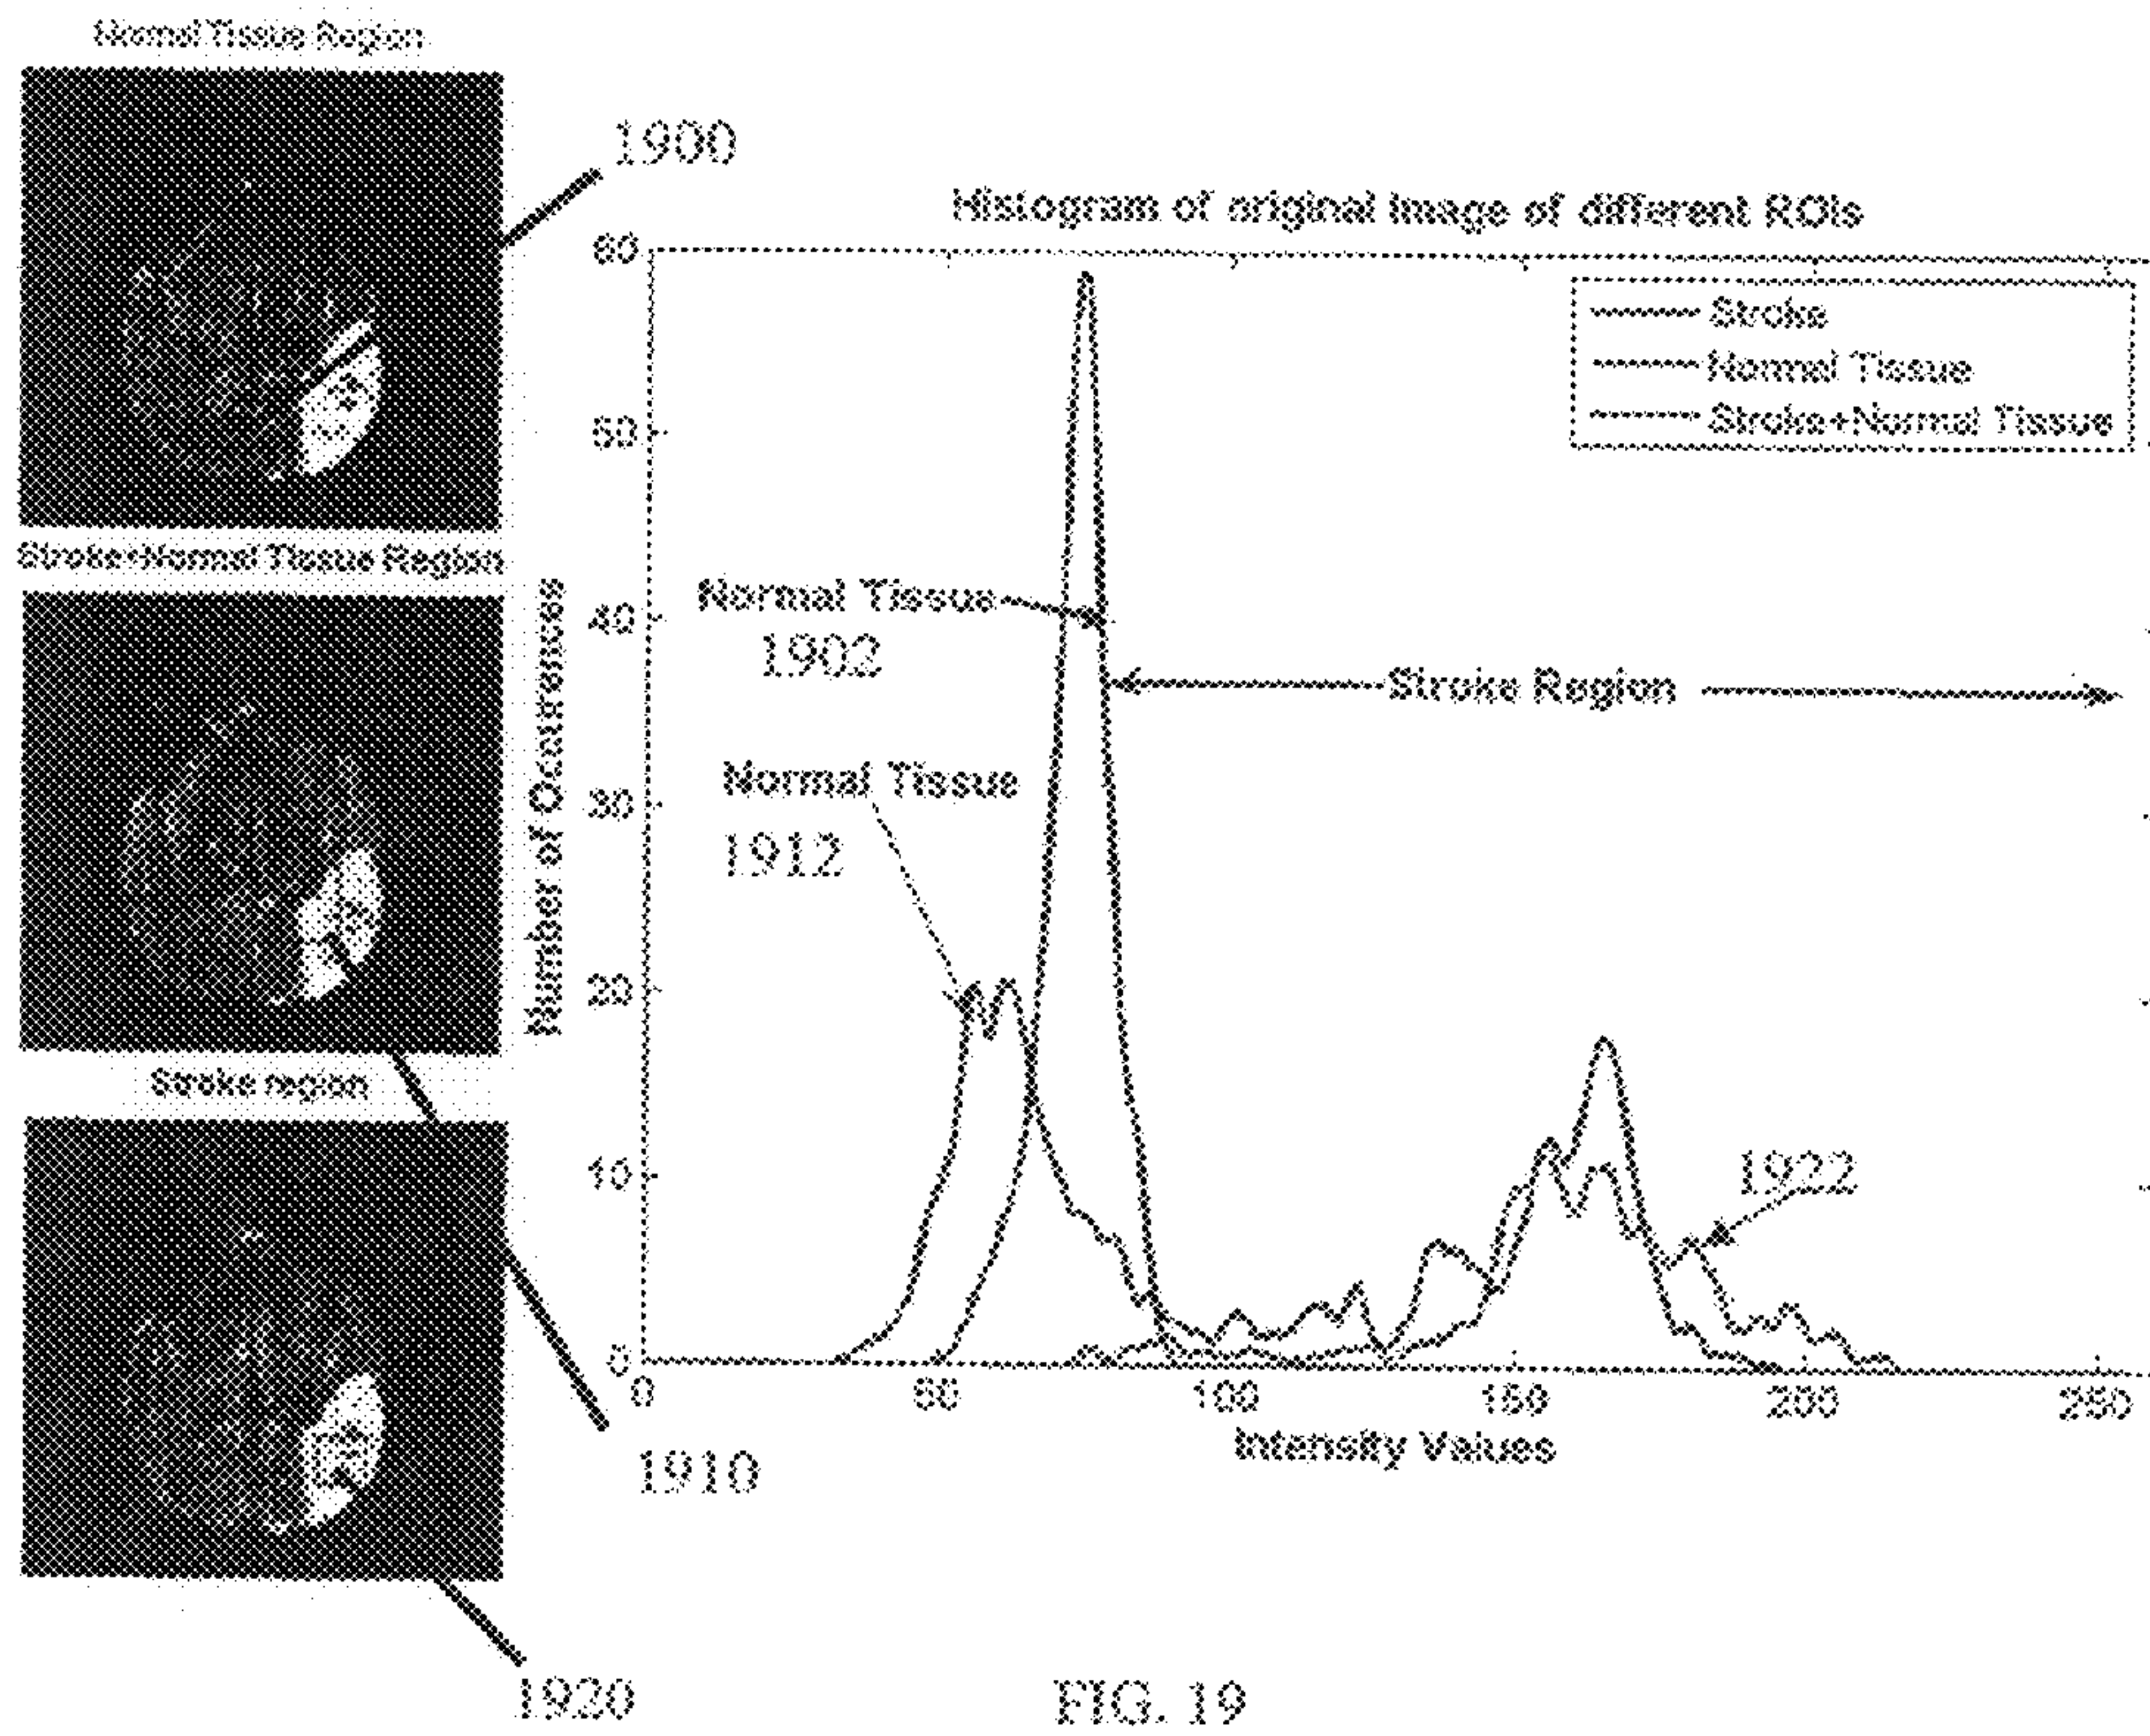 Normal Tissue Region
1900
Stroke+Normal Tissue Region
Stroke region
1910
1920
Histogram of original image of different ROIs
Stroke
Normal Tissue
Stroke+Normal Tissue
Number of Occurrences
60
50
40
30
20
10
0
Normal Tissue
1902
Stroke Region
Normal Tissue
1912
1922
0
50
100
150
200
250
Intensity Values
FIG. 19